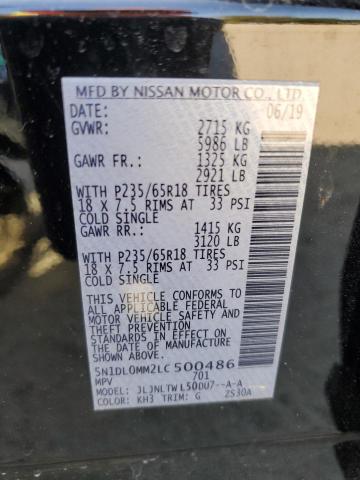 MFD BY NISSAN MOTOR CO., LTD.
DATE: 06/19
GVWR: 2715 KG
5986 LB
GAWR FR.: 1325 KG
2921 LB
WITH P235/65R18 TIRES
18 X 7.5 RIMS AT 33 PSI
COLD SINGLE
GAWR RR.: 1415 KG
3120 LB
WITH P235/65R18 TIRES
18 X 7.5 RIMS AT 33 PSI
COLD SINGLE
THIS VEHICLE CONFORMS TO
ALL APPLICABLE FEDERAL
MOTOR VEHICLE SAFETY
STANDARDS IN EFFECT ON
THE DATE OF MANUFACTURE
SHOWN ABOVE.
5N1DL0MM2LC500486
MPV 701
MODEL: JLJNLTWL50DU7--A-A
COLOR: KH3 TRIM: G ZS30A